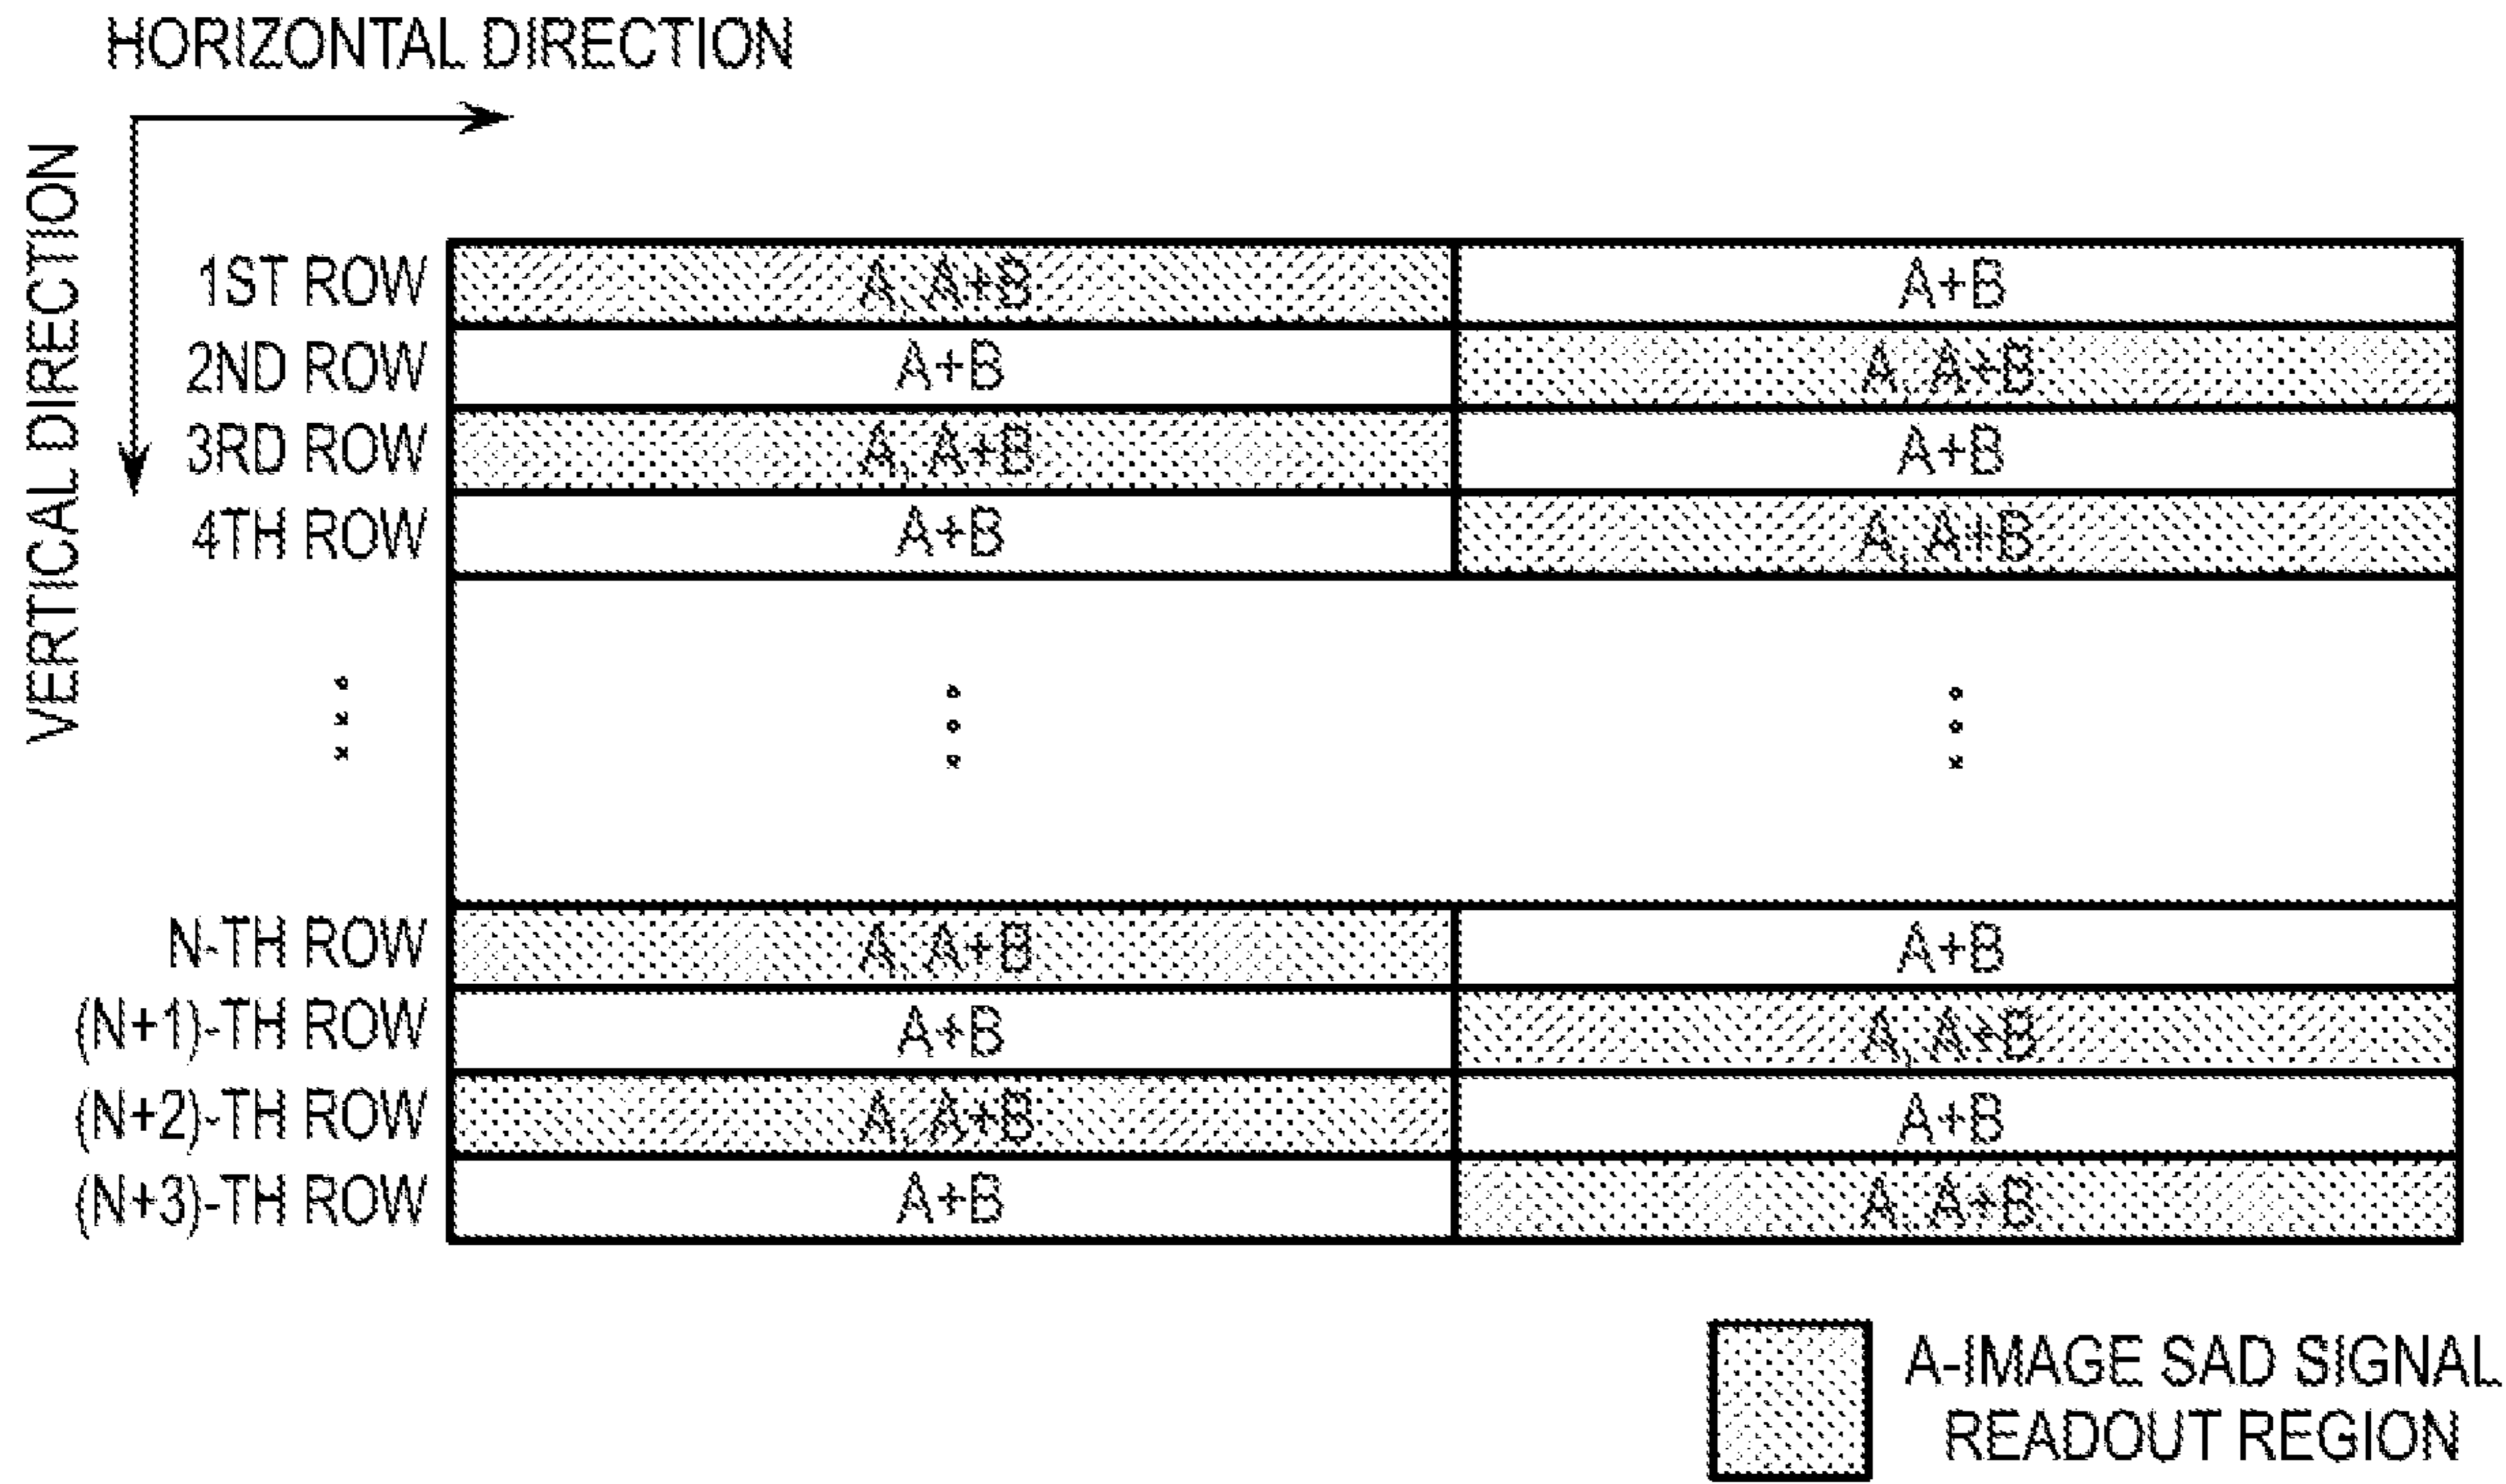 HORIZONTAL DIRECTION
VERTICAL DIRECTION
1ST ROW A, A+B A+B
2ND ROW A+B A, A+B
3RD ROW A, A+B A+B
4TH ROW A+B A, A+B
N-TH ROW A, A+B A+B
(N+1)-TH ROW A+B A, A+B
(N+2)-TH ROW A, A+B A+B
(N+3)-TH ROW A+B A, A+B
A-IMAGE SAD SIGNAL
READOUT REGION